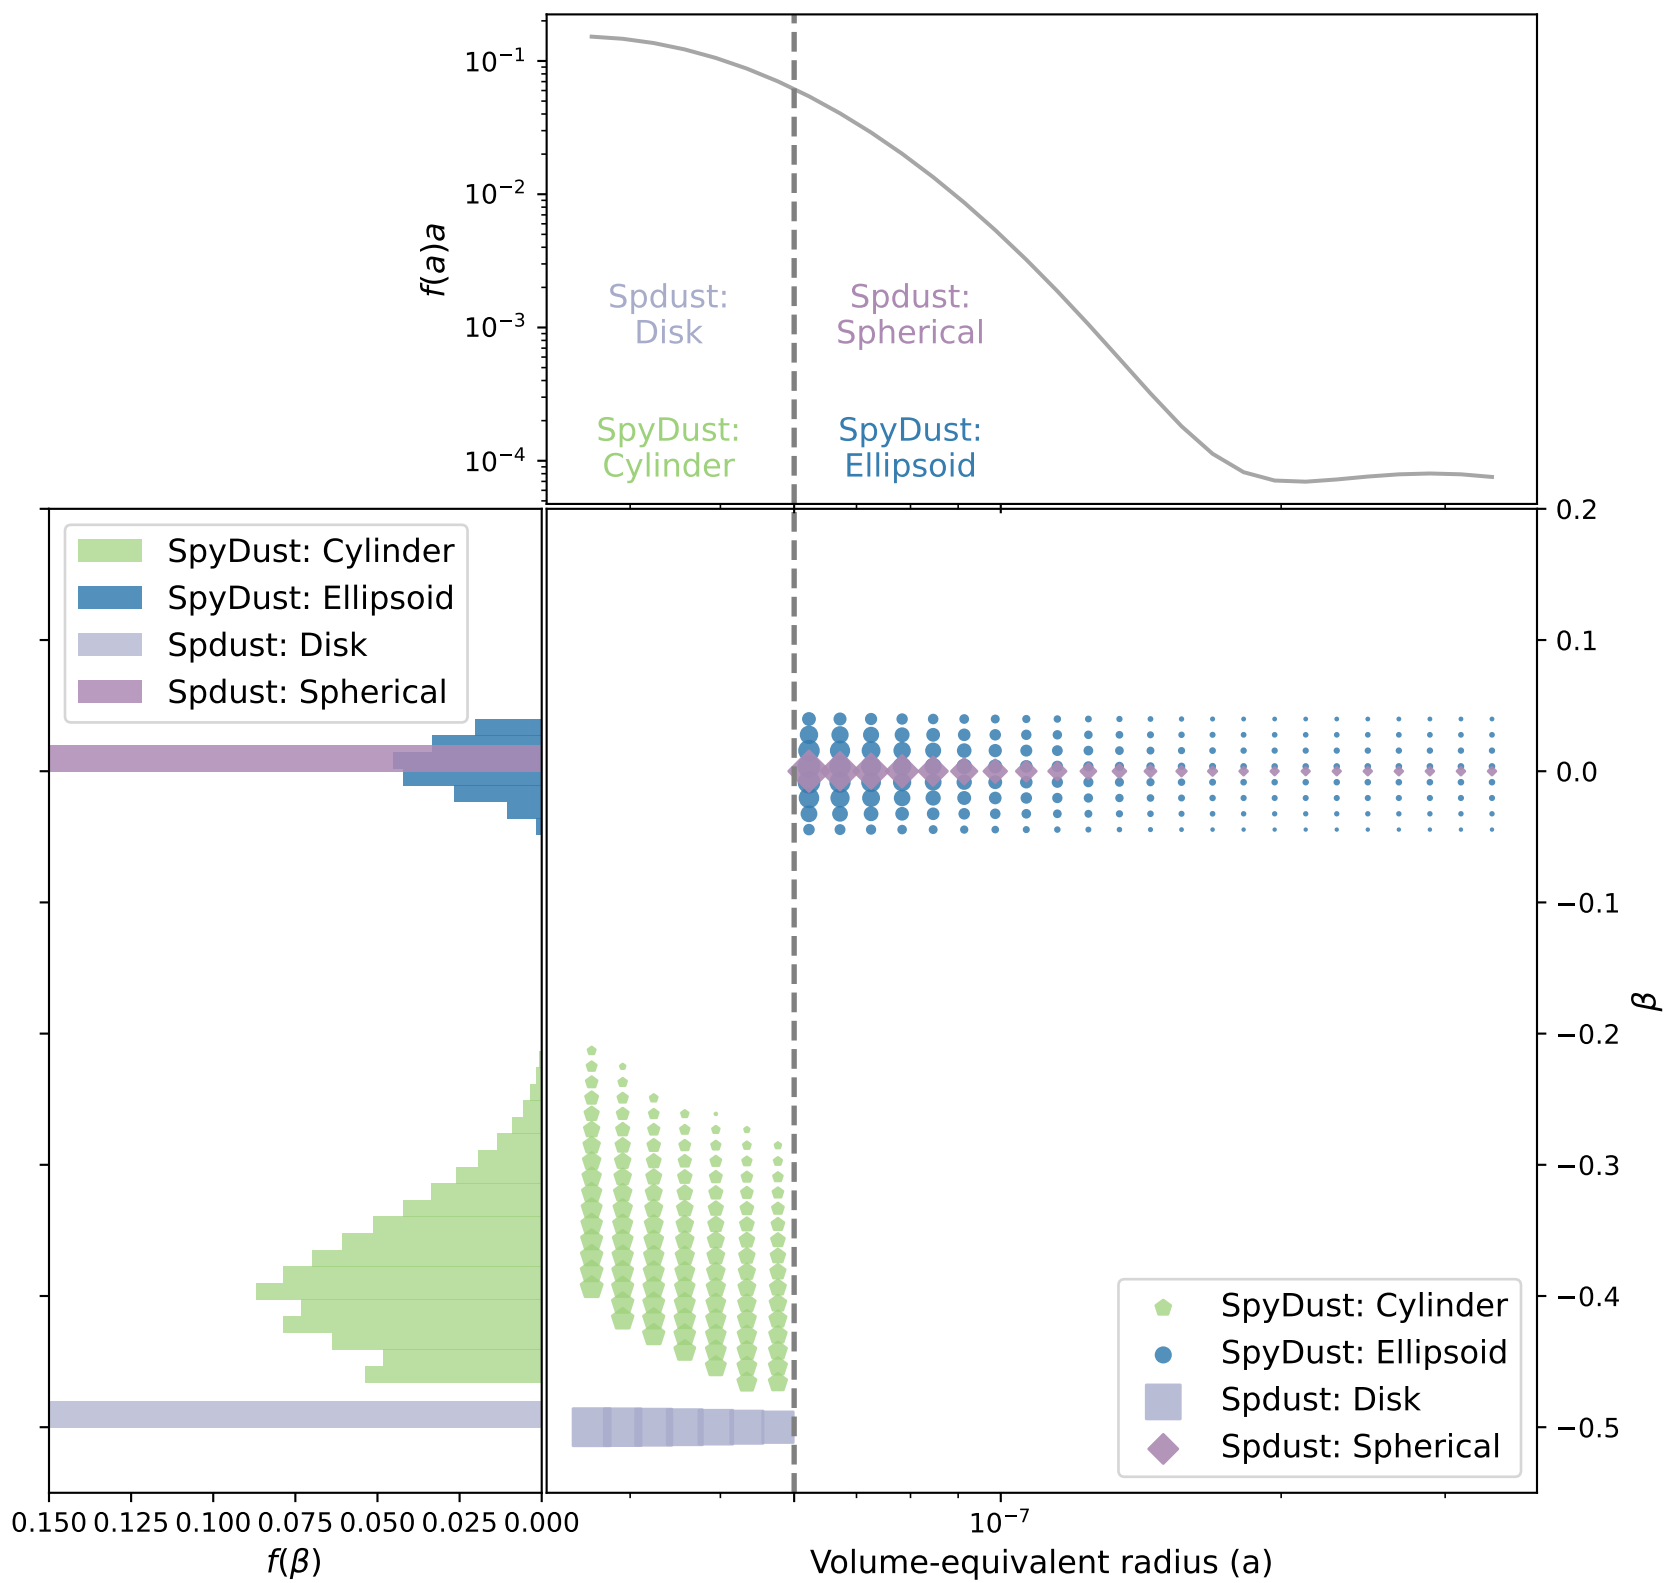 10⁻¹
10⁻²
10⁻³
10⁻⁴
f(a)a
Spdust:
Disk
Spdust:
Spherical
SpyDust:
Cylinder
SpyDust:
Ellipsoid
SpyDust: Cylinder
SpyDust: Ellipsoid
Spdust: Disk
Spdust: Spherical
0.2
0.1
0.0
−0.1
−0.2
−0.3
−0.4
−0.5
β
SpyDust: Cylinder
SpyDust: Ellipsoid
Spdust: Disk
Spdust: Spherical
0.150 0.125 0.100 0.075 0.050 0.025 0.000
f(β)
10⁻⁷
Volume-equivalent radius (a)